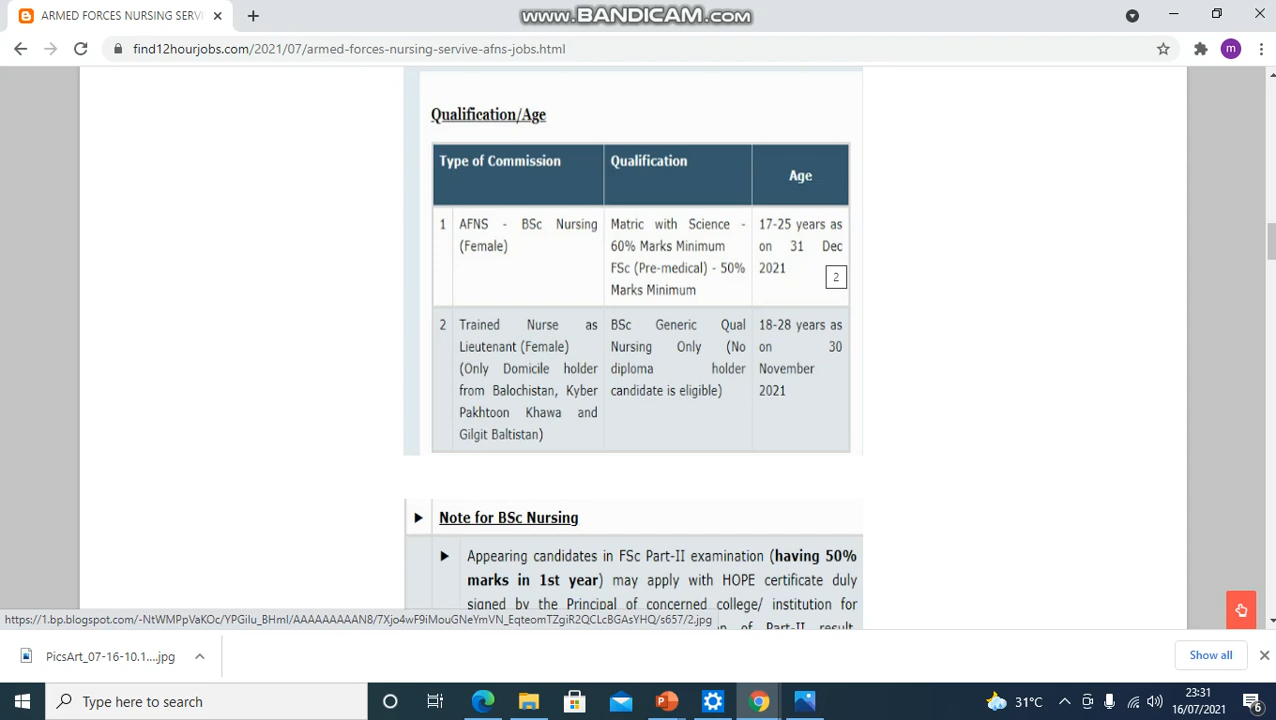 ARMED FORCES NURSING SERVI
www.BANDICAM.com
find12hourjobs.com/2021/07/armed-forces-nursing-servive-afns-jobs.html
m
Qualification/Age
Type of Commission
Qualification
Age
1
AFNS - BSc Nursing
(Female)
Matric with Science -
60% Marks Minimum
FSc (Pre-medical) - 50%
Marks Minimum
17-25 years as
on 31 Dec
2021
2
2
Trained Nurse as
Lieutenant (Female)
(Only Domicile holder
from Balochistan, Kyber
Pakhtoon Khawa and
Gilgit Baltistan)
BSc Generic Qual
Nursing Only (No
diploma holder
candidate is eligible)
18-28 years as
on 30
November
2021
Note for BSc Nursing
Appearing candidates in FSc Part-II examination (having 50%
marks in 1st year) may apply with HOPE certificate duly
signed by the Principal of concerned college/ institution for
of Part-II result.
https://1.bp.blogspot.com/-NtWMPpVaKOc/YPGilu_BHmI/AAAAAAAAAN8/7Xjo4wF9iMouGNeYmVN_EqteomTZgiR2QCLcBGAsYHQ/s657/2.jpg
PicsArt_07-16-10.1....jpg
Show all
Type here to search
31°C
23:31
16/07/2021
6